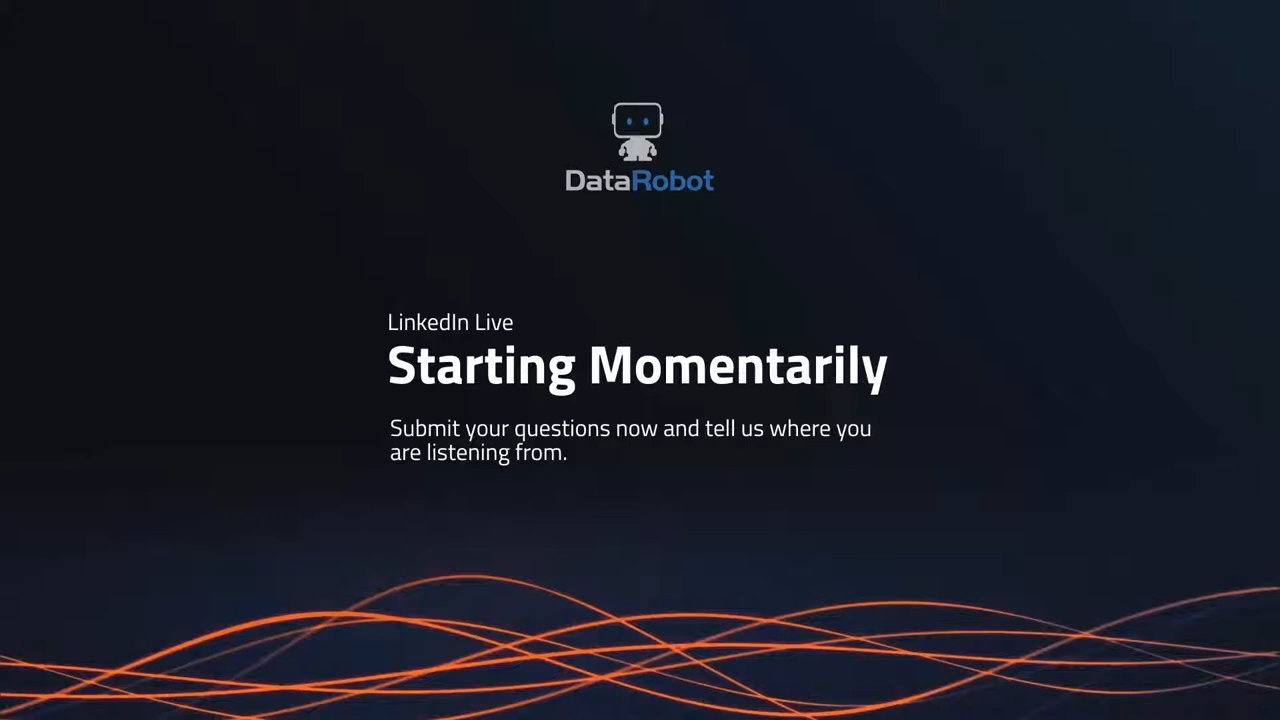 DataRobot
LinkedIn Live
Starting Momentarily
Submit your questions now and tell us where you
are listening from.